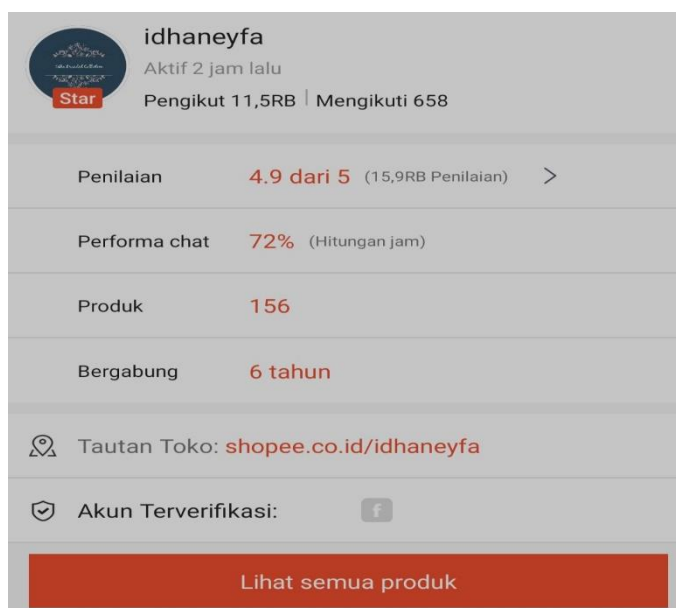 idhaneyfa
Aktif 2 jam lalu
Star
Pengikut 11,5RB | Mengikuti 658
Penilaian 4.9 dari 5 (15,9RB Penilaian) >
Performa chat 72% (Hitungan jam)
Produk 156
Bergabung 6 tahun
Tautan Toko: shopee.co.id/idhaneyfa
Akun Terverifikasi: f
Lihat semua produk